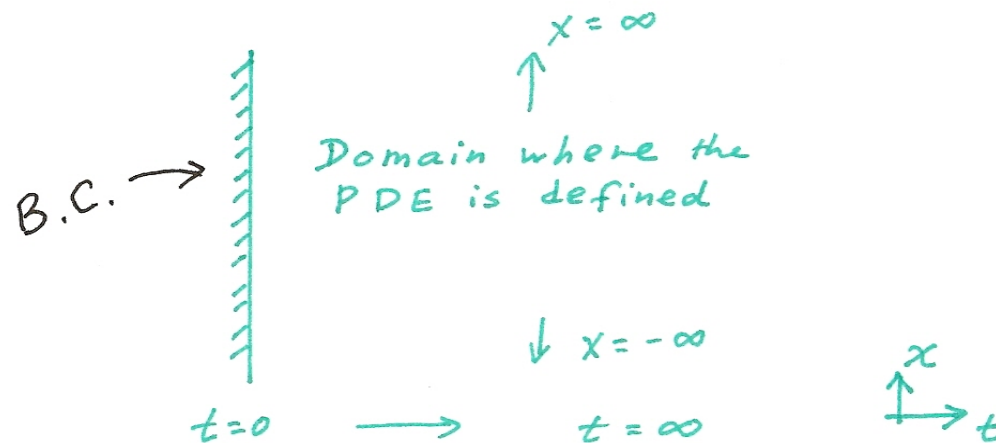 x = ∞
Domain where the
PDE is defined
B.C.
x = - ∞
x
t=0
t = ∞
t